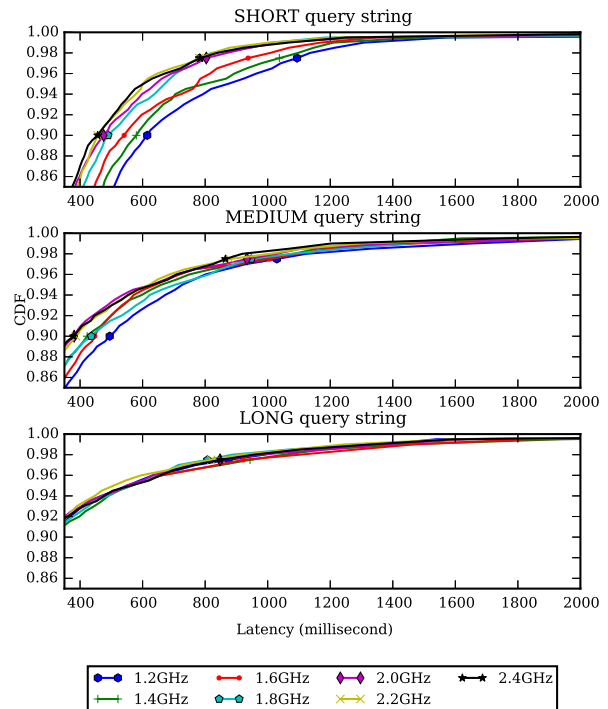 SHORT query string
1.00
0.98
0.96
0.94
0.92
0.90
0.88
0.86
400 600 800 1000 1200 1400 1600 1800 2000
MEDIUM query string
1.00
0.98
0.96
0.94
0.92
0.90
0.88
0.86
CDF
400 600 800 1000 1200 1400 1600 1800 2000
LONG query string
1.00
0.98
0.96
0.94
0.92
0.90
0.88
0.86
400 600 800 1000 1200 1400 1600 1800 2000
Latency (millisecond)
1.2GHz 1.6GHz 2.0GHz 2.4GHz
1.4GHz 1.8GHz 2.2GHz